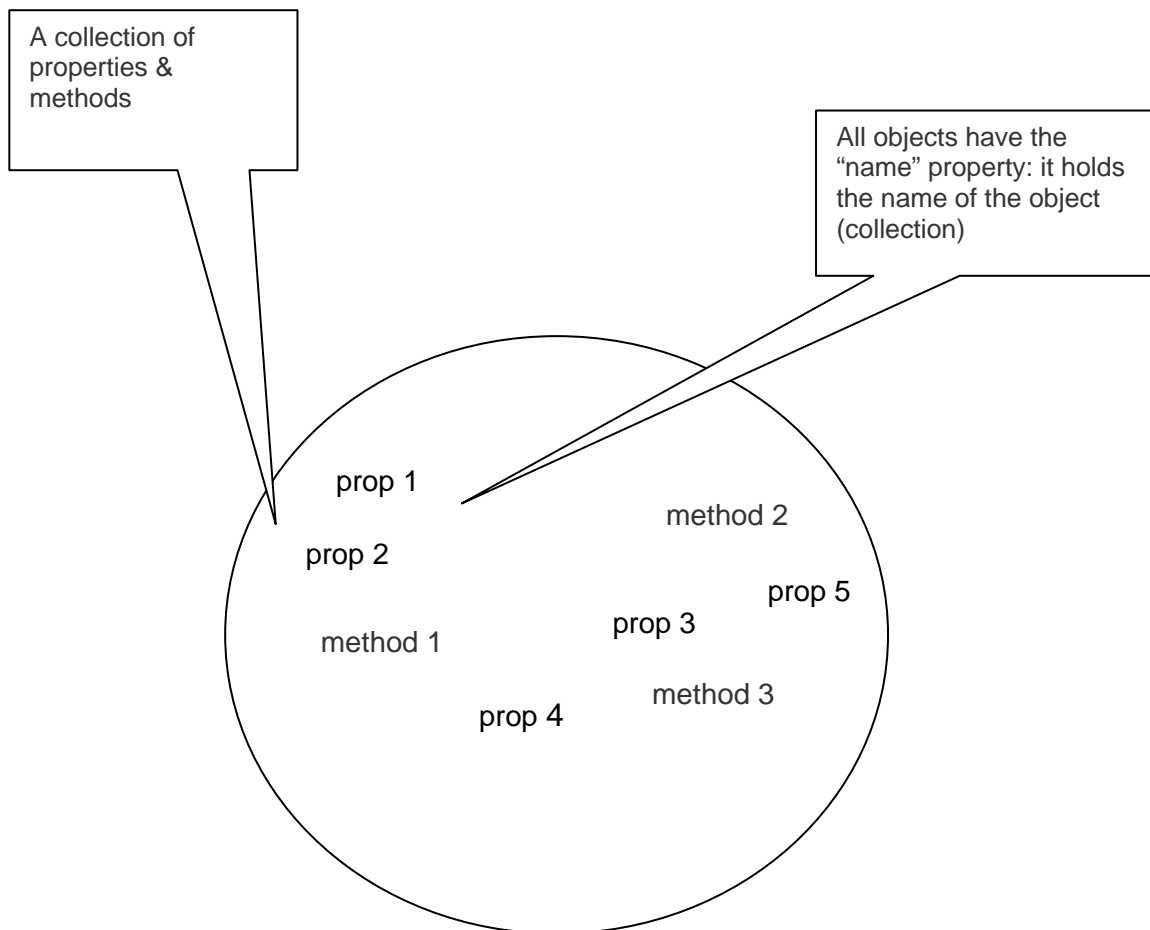 A collection of
properties &
methods
All objects have the
“name” property: it holds
the name of the object
(collection)
prop 1
method 2
prop 2
prop 5
prop 3
method 1
method 3
prop 4